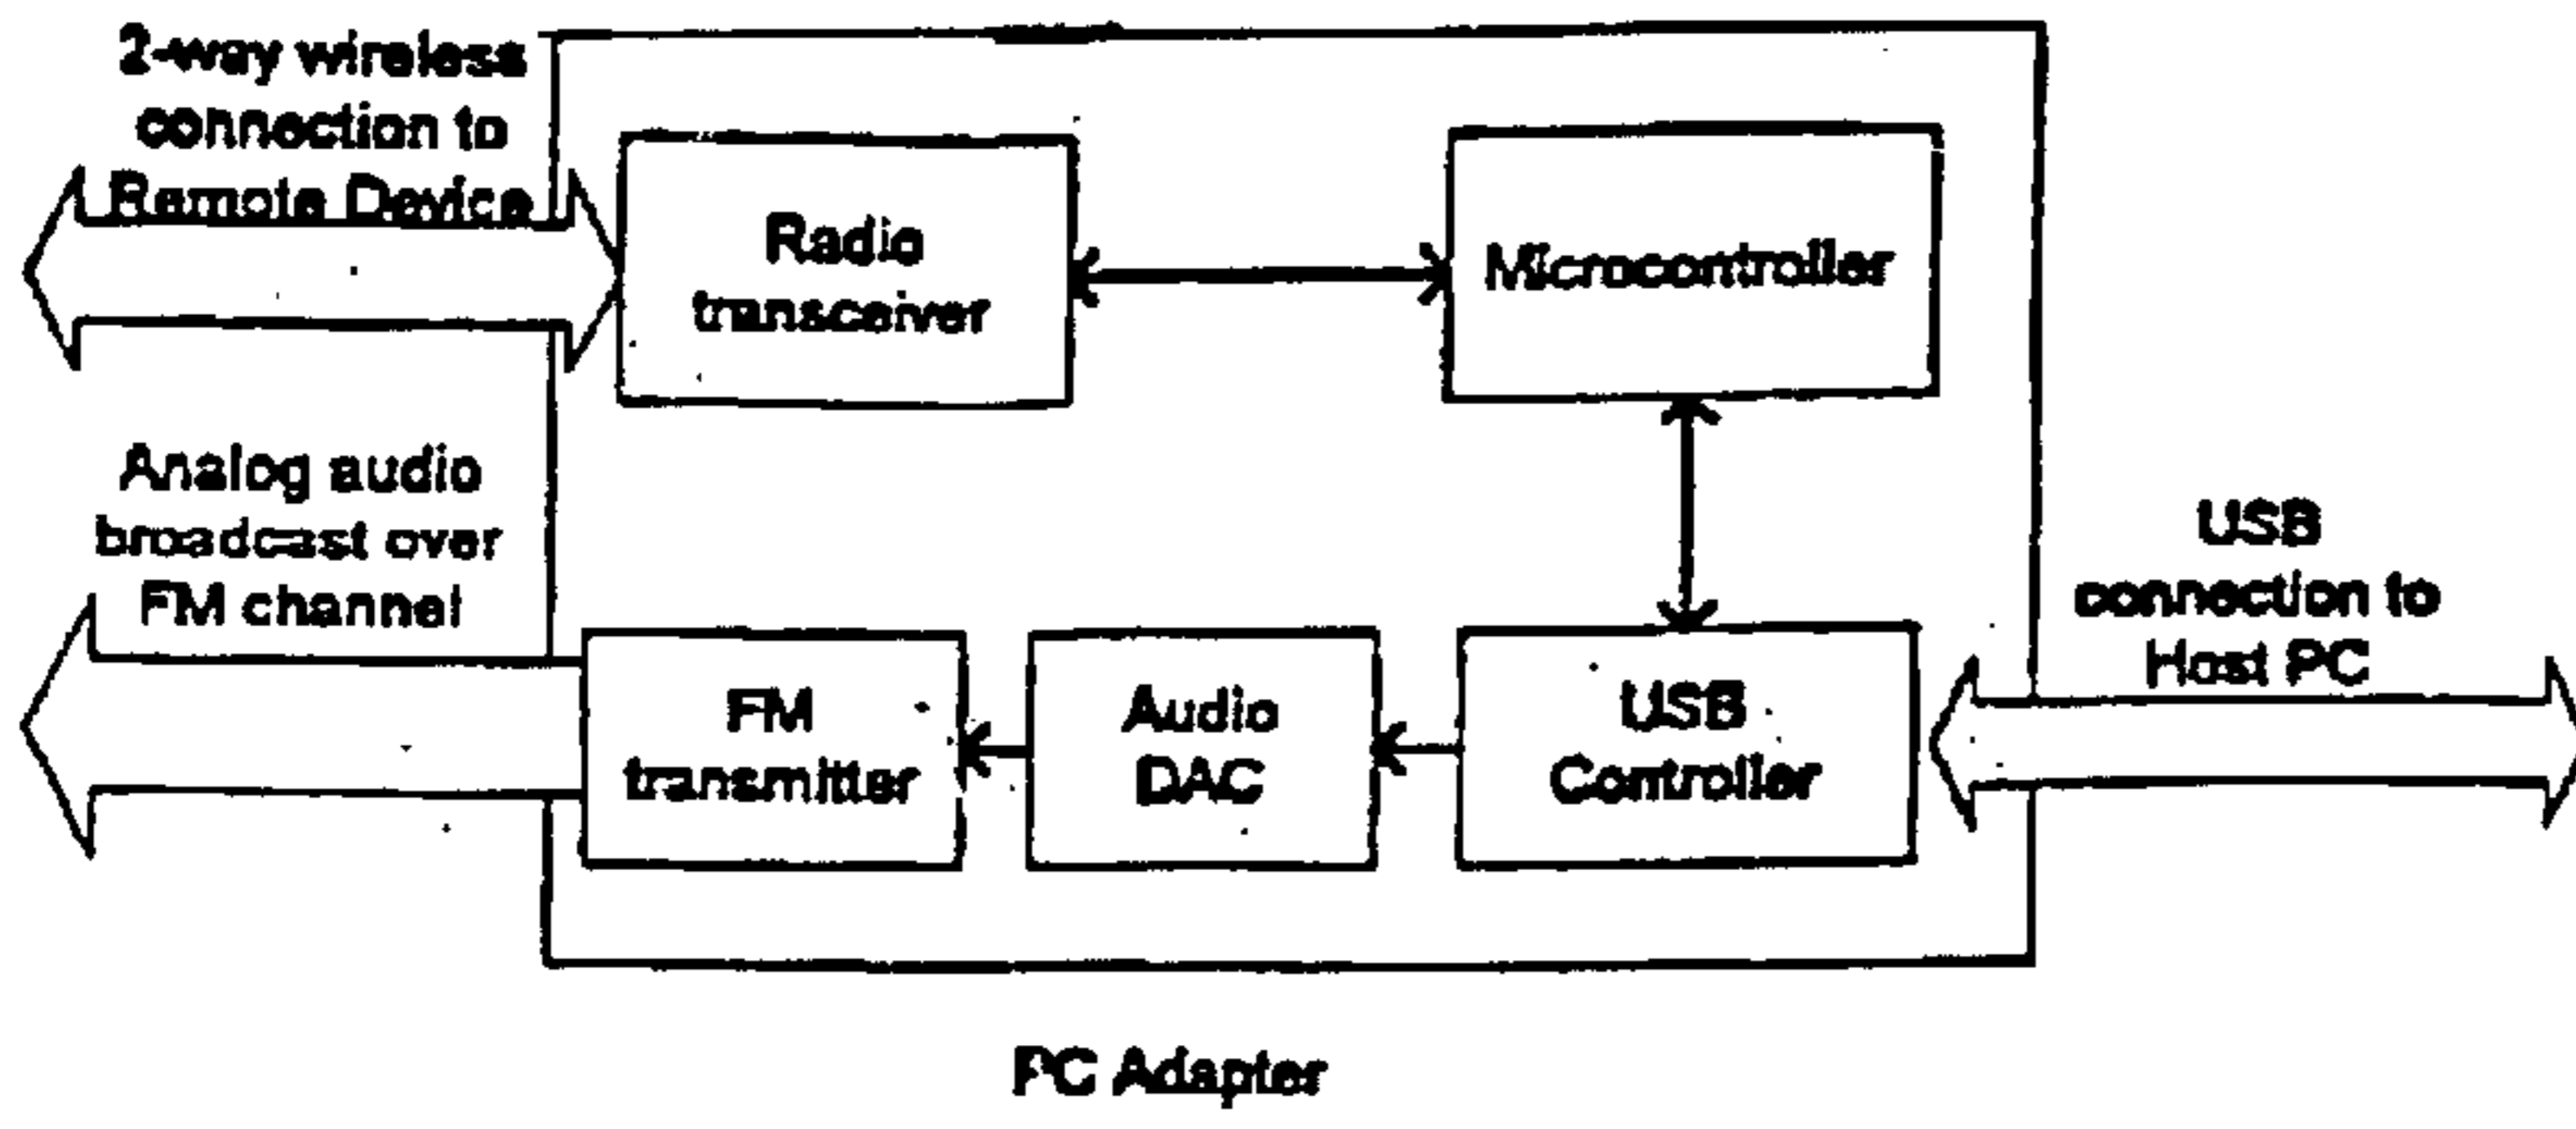 2-way wireless
connection to
Remote Device
Radio
transceiver
Microcontroller
Analog audio
broadcast over
FM channel
USB
connection to
Host PC
FM
transmitter
Audio
DAC
USB
Controller
PC Adapter